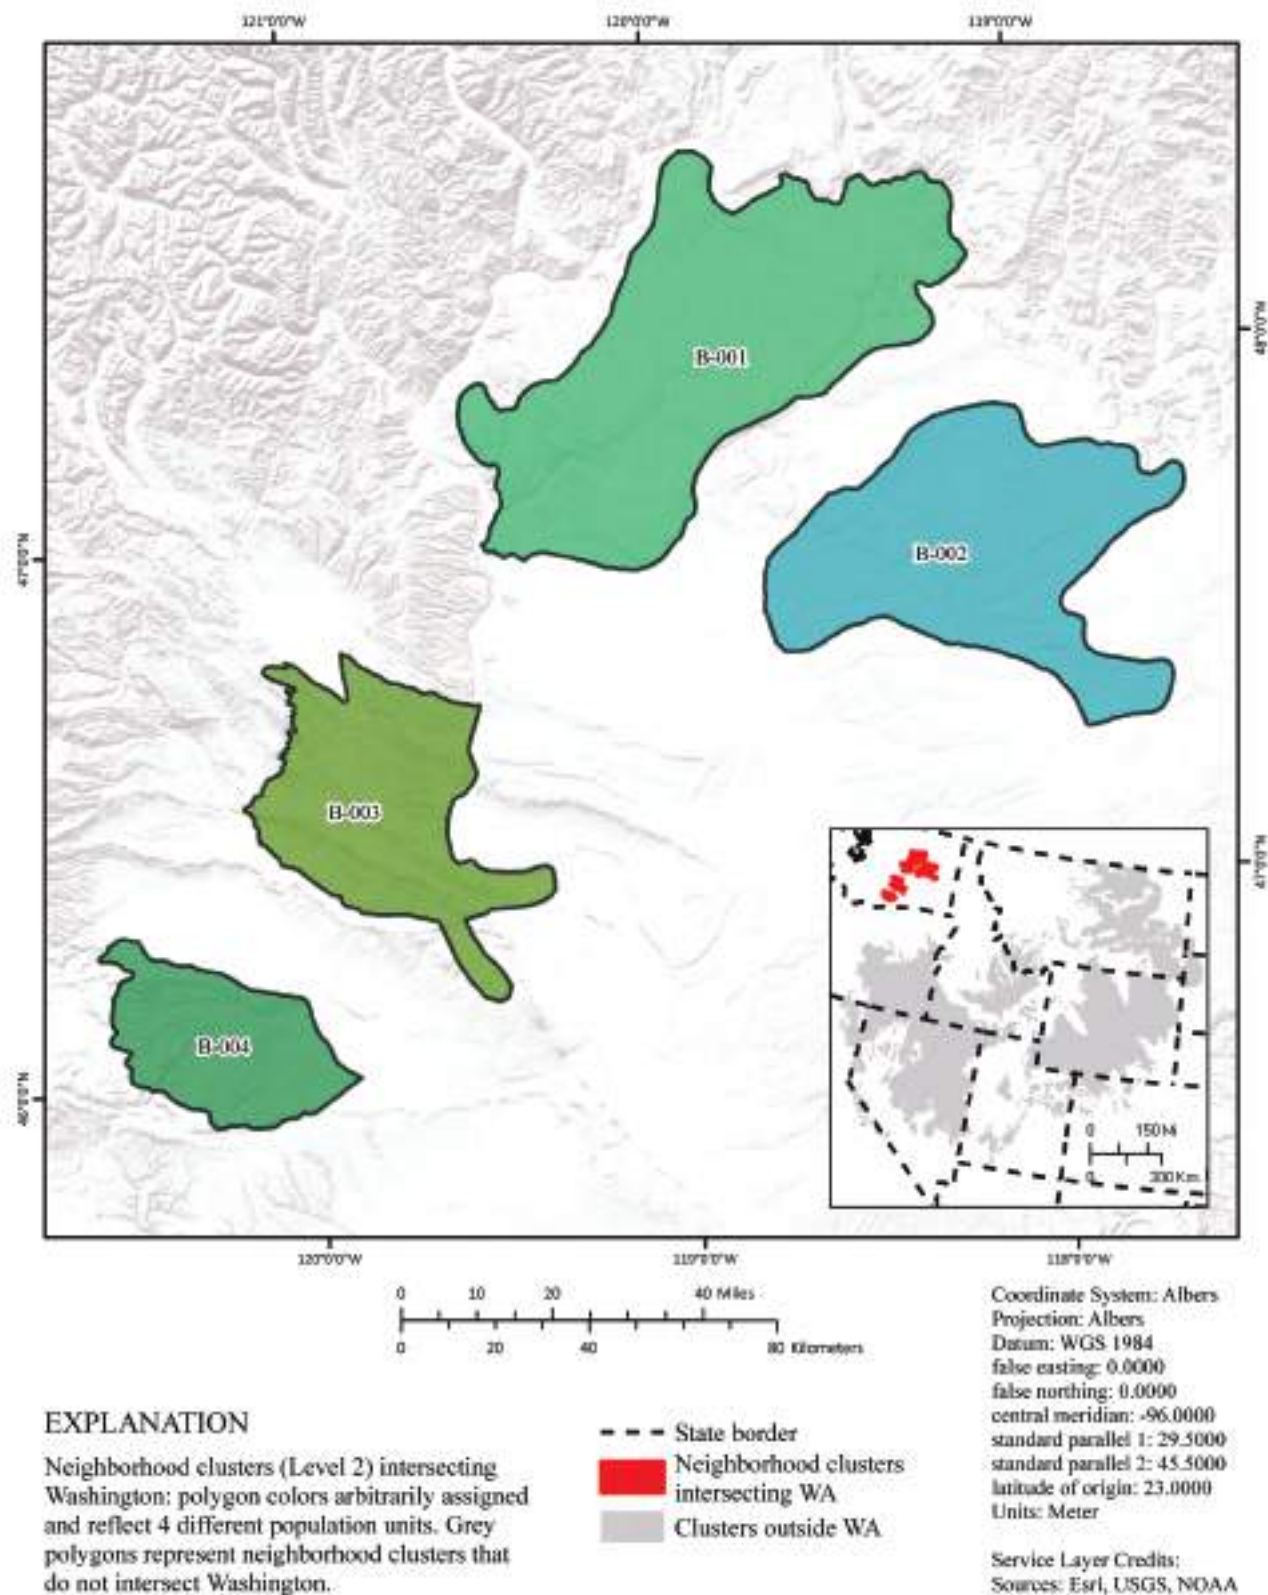 121°0'0"W 120°0'0"W 119°0'0"W
48°0'0"N
47°0'0"N
47°0'0"N
46°0'0"N
B-001
B-002
B-003
B-004
0 150 Mi
0 300 Km
120°0'0"W 119°0'0"W 118°0'0"W
0 10 20 40 Miles
0 20 40 80 Kilometers
Coordinate System: Albers
Projection: Albers
Datum: WGS 1984
false easting: 0.0000
false northing: 0.0000
central meridian: -96.0000
standard parallel 1: 29.5000
standard parallel 2: 45.5000
latitude of origin: 23.0000
Units: Meter
Service Layer Credits:
Sources: Esri, USGS, NOAA
EXPLANATION
Neighborhood clusters (Level 2) intersecting
Washington: polygon colors arbitrarily assigned
and reflect 4 different population units. Grey
polygons represent neighborhood clusters that
do not intersect Washington.
State border
Neighborhood clusters
intersecting WA
Clusters outside WA